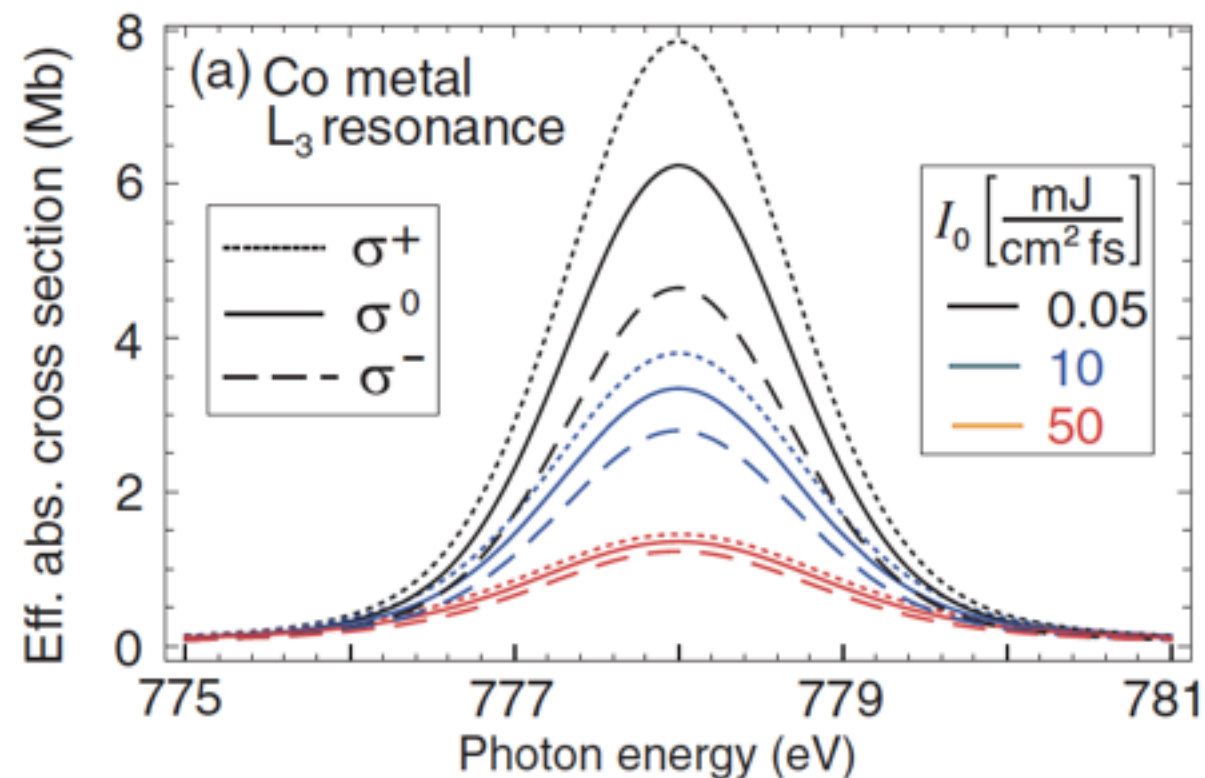 (a) Co metal
L₃ resonance
σ⁺
σ⁰
σ⁻
I₀ [mJ / cm² fs]
0.05
10
50
Eff. abs. cross section (Mb)
8
6
4
2
0
775 777 779 781
Photon energy (eV)